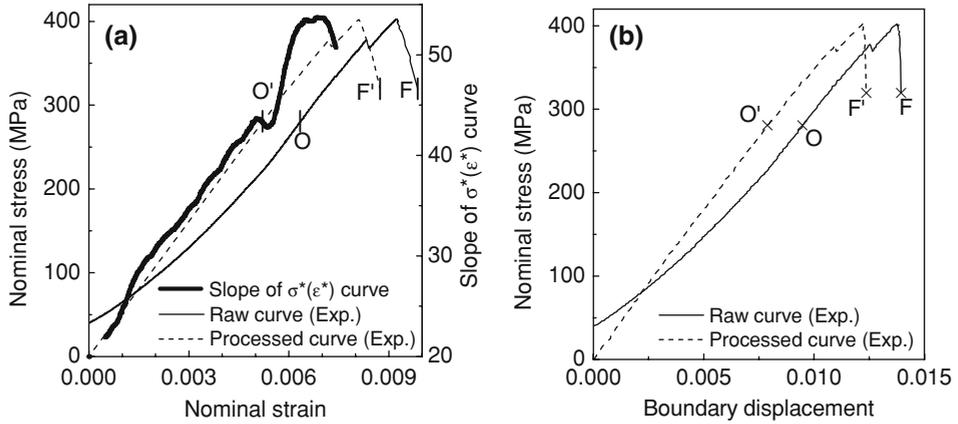 (a)
400
300
200
100
0
Nominal stress (MPa)
0.000
0.003
0.006
0.009
Nominal strain
50
40
30
20
Slope of σ*(ε*) curve
O'
O
F'
F
Slope of σ*(ε*) curve
Raw curve (Exp.)
Processed curve (Exp.)
(b)
400
300
200
100
0
Nominal stress (MPa)
0.000
0.005
0.010
0.015
Boundary displacement
O'
O
F'
F
Raw curve (Exp.)
Processed curve (Exp.)